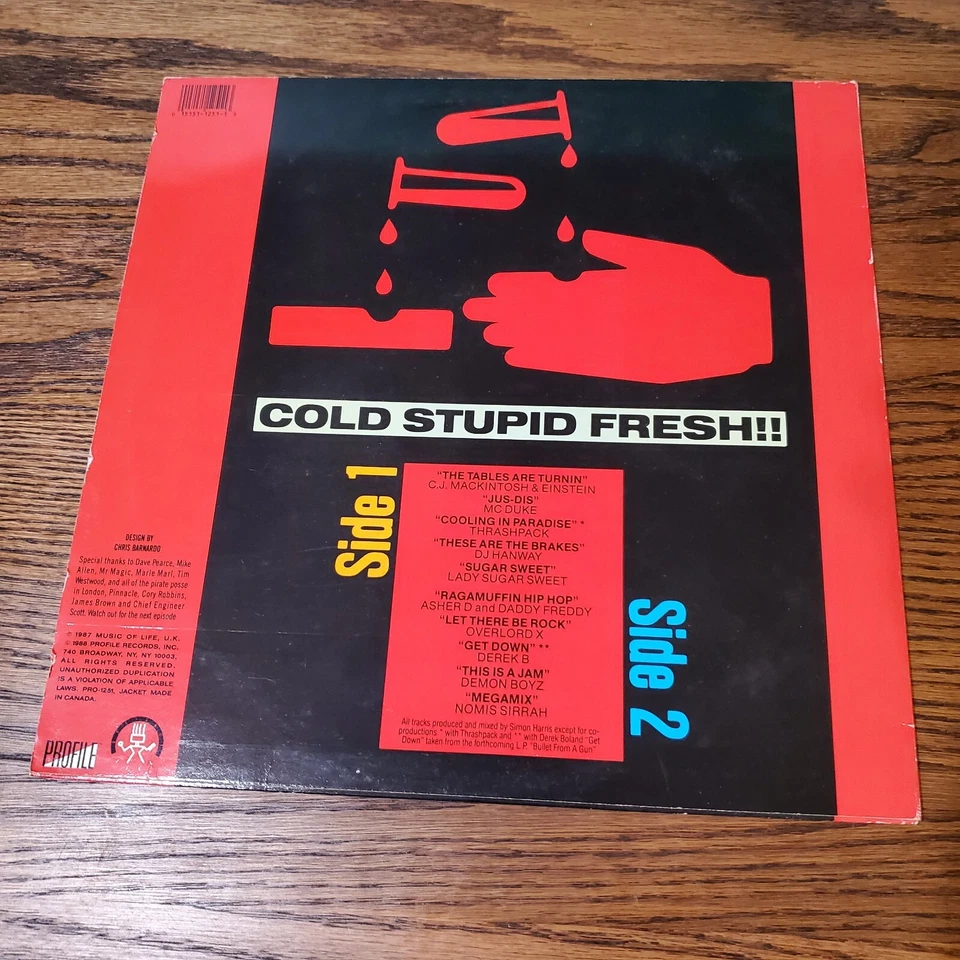 COLD STUPID FRESH!!
Side 1
"THE TABLES ARE TURNIN"
C.J. MACKINTOSH & EINSTEIN
"JUS-DIS"
MC DUKE
"COOLING IN PARADISE" *
THRASHPACK
"THESE ARE THE BRAKES"
DJ HANWAY
"SUGAR SWEET"
LADY SUGAR SWEET
Side 2
"RAGAMUFFIN HIP HOP"
ASHER D and DADDY FREDDY
"LET THERE BE ROCK"
OVERLORD X
"GET DOWN" **
DEREK B
"THIS IS A JAM"
DEMON BOYZ
"MEGAMIX"
NOMIS SIRRAH
All tracks produced and mixed by Simon Harris except for co-
productions * with Thrashpack and ** with Derek Boland "Get
Down" taken from the forthcoming L.P. "Bullet From A Gun"
DESIGN BY
CHRIS BARNARDO
Special thanks to Dave Pearce, Mike
Allen, Mr Magic, Marle Marl, Tim
Westwood, and all of the pirate posse
in London, Pinnacle, Cory Robbins,
James Brown and Chief Engineer
Scott. Watch out for the next episode
℗ 1987 MUSIC OF LIFE, U.K.
© 1988 PROFILE RECORDS, INC.
740 BROADWAY, NY, NY 10003,
ALL RIGHTS RESERVED.
UNAUTHORIZED DUPLICATION
IS A VIOLATION OF APPLICABLE
LAWS. PRO-1251, JACKET MADE
IN CANADA.
PROFILE